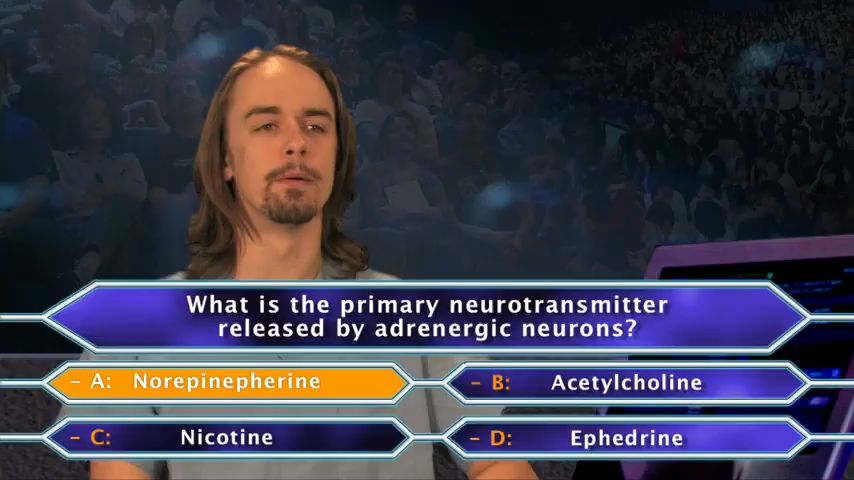 What is the primary neurotransmitter
released by adrenergic neurons?
– A: Norepinepherine
– B: Acetylcholine
– C: Nicotine
– D: Ephedrine